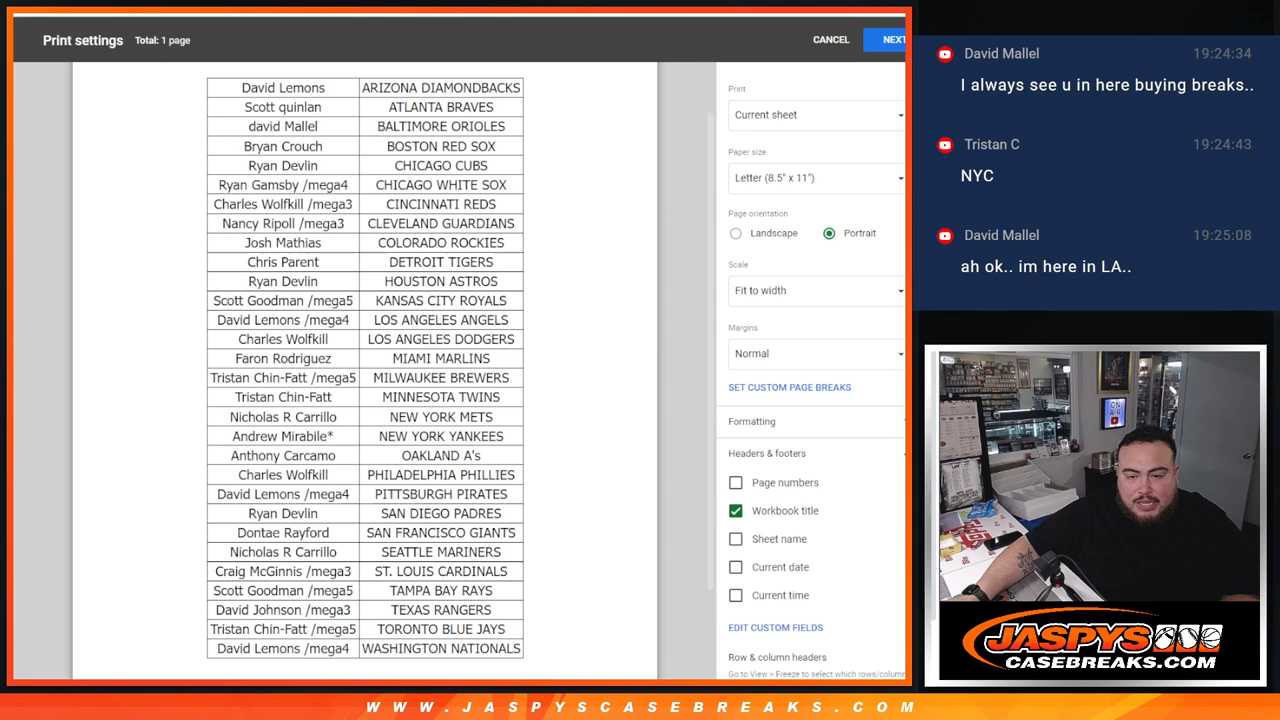 Print settings Total: 1 page CANCEL NEXT
David Lemons ARIZONA DIAMONDBACKS
Scott quinlan ATLANTA BRAVES
david Mallel BALTIMORE ORIOLES
Bryan Crouch BOSTON RED SOX
Ryan Devlin CHICAGO CUBS
Ryan Gamsby /mega4 CHICAGO WHITE SOX
Charles Wolfkill /mega3 CINCINNATI REDS
Nancy Ripoll /mega3 CLEVELAND GUARDIANS
Josh Mathias COLORADO ROCKIES
Chris Parent DETROIT TIGERS
Ryan Devlin HOUSTON ASTROS
Scott Goodman /mega5 KANSAS CITY ROYALS
David Lemons /mega4 LOS ANGELES ANGELS
Charles Wolfkill LOS ANGELES DODGERS
Faron Rodriguez MIAMI MARLINS
Tristan Chin-Fatt /mega5 MILWAUKEE BREWERS
Tristan Chin-Fatt MINNESOTA TWINS
Nicholas R Carrillo NEW YORK METS
Andrew Mirabile* NEW YORK YANKEES
Anthony Carcamo OAKLAND A's
Charles Wolfkill PHILADELPHIA PHILLIES
David Lemons /mega4 PITTSBURGH PIRATES
Ryan Devlin SAN DIEGO PADRES
Dontae Rayford SAN FRANCISCO GIANTS
Nicholas R Carrillo SEATTLE MARINERS
Craig McGinnis /mega3 ST. LOUIS CARDINALS
Scott Goodman /mega5 TAMPA BAY RAYS
David Johnson /mega3 TEXAS RANGERS
Tristan Chin-Fatt /mega5 TORONTO BLUE JAYS
David Lemons /mega4 WASHINGTON NATIONALS
Print
Current sheet
Paper size
Letter (8.5" x 11")
Page orientation
Landscape Portrait
Scale
Fit to width
Margins
Normal
SET CUSTOM PAGE BREAKS
Formatting
Headers & footers
Page numbers
Workbook title
Sheet name
Current date
Current time
EDIT CUSTOM FIELDS
Row & column headers
Go to View > Freeze to select which rows/colum
David Mallel 19:24:34
I always see u in here buying breaks..
Tristan C 19:24:43
NYC
David Mallel 19:25:08
ah ok.. im here in LA..
ON AIR
JASPYS
CASEBREAKS.COM
WWW.JASPYSCASEBREAKS.COM